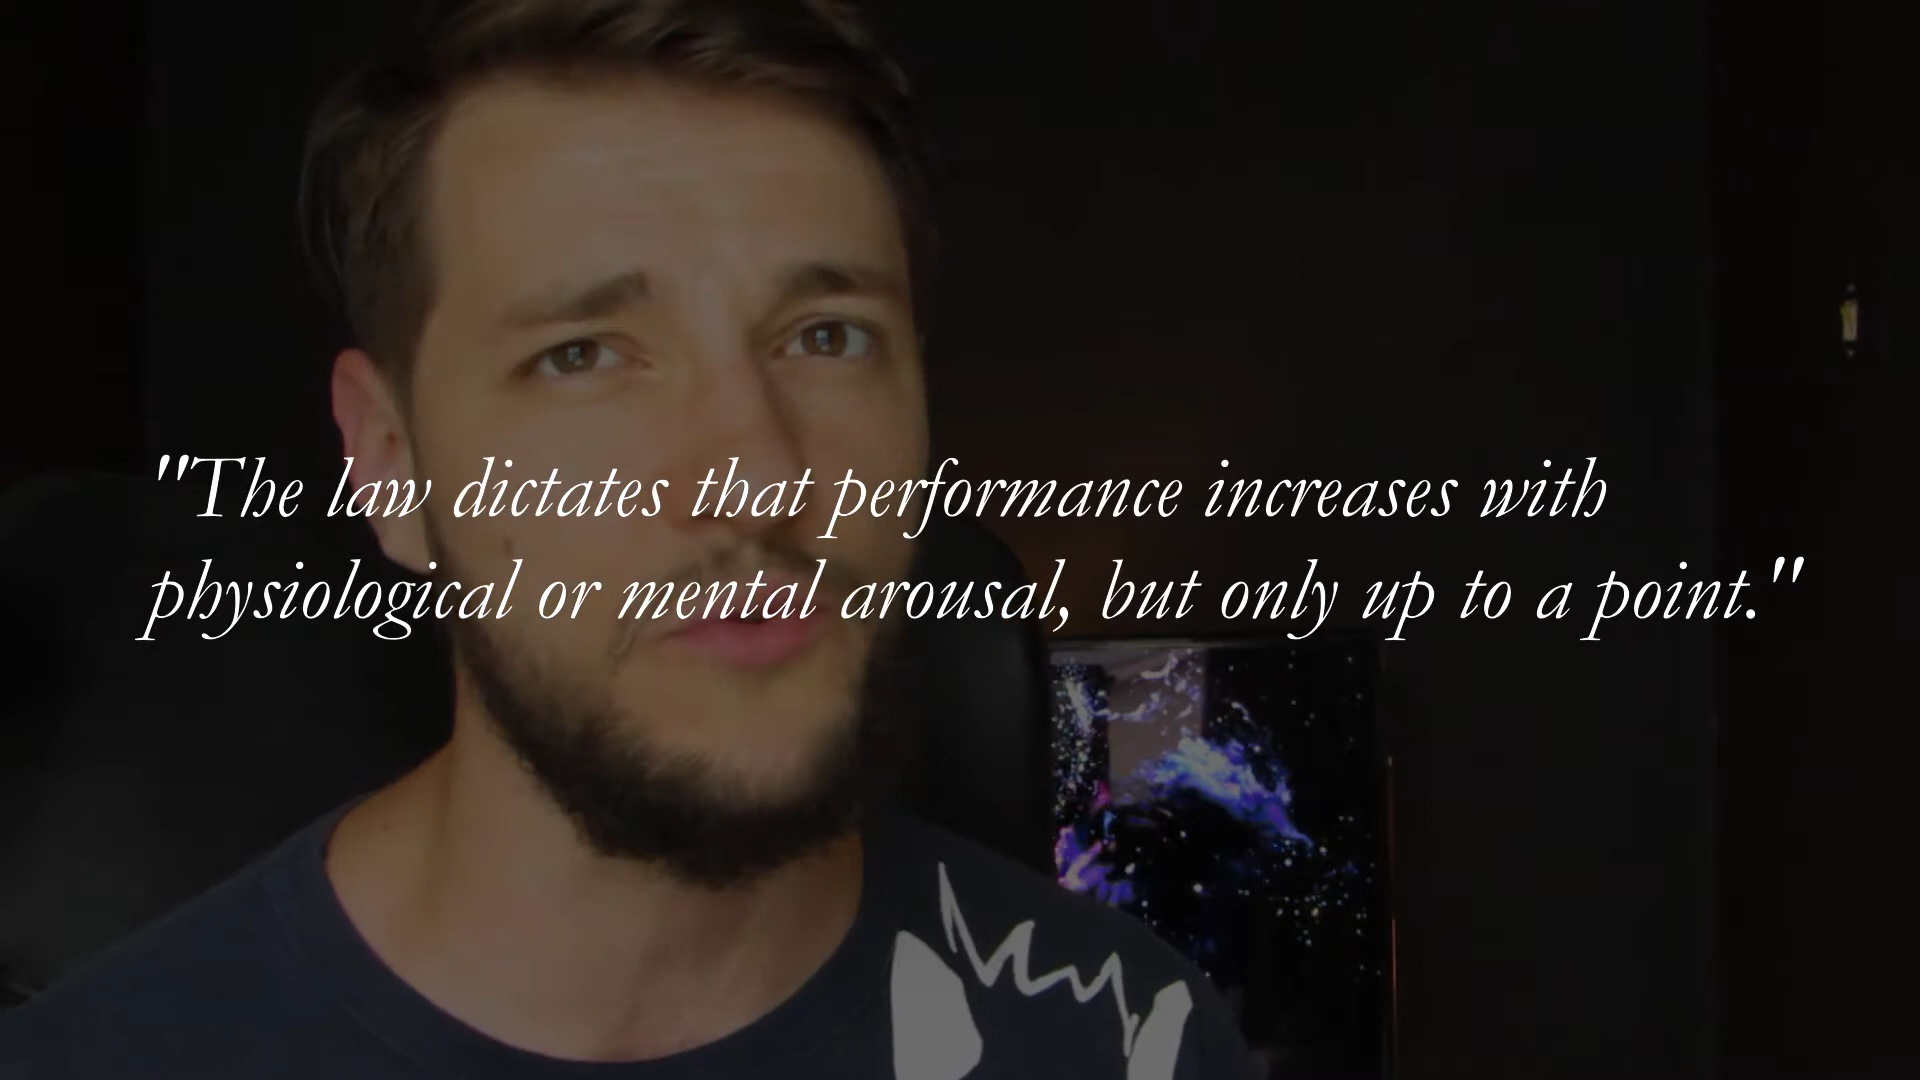 "The law dictates that performance increases with
physiological or mental arousal, but only up to a point."